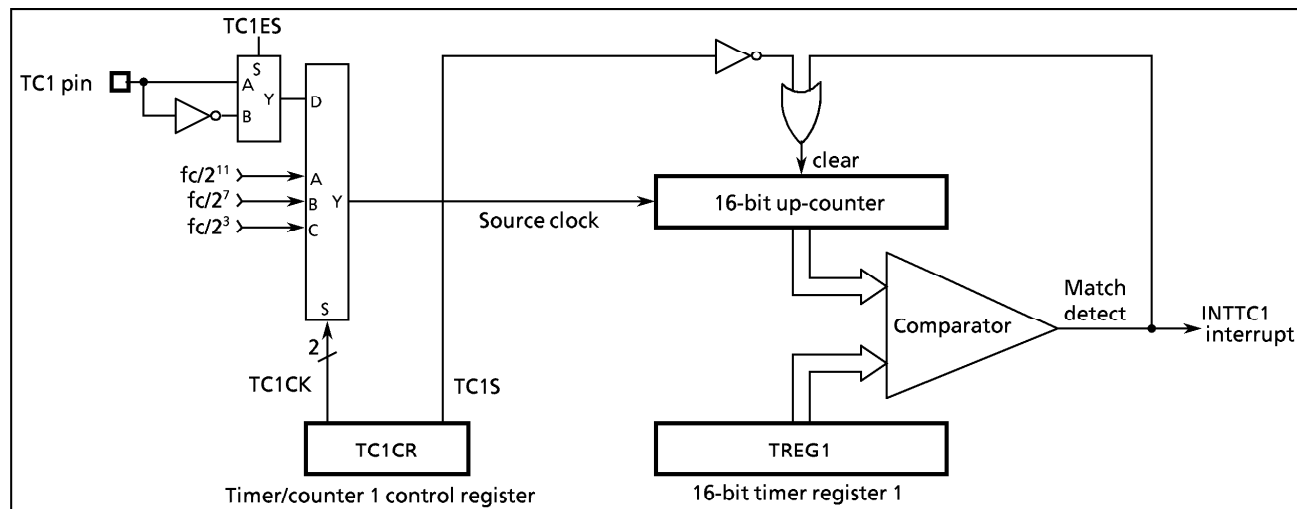 TC1ES
TC1 pin
S
A
Y
B
D
fc/2¹¹
A
fc/2⁷
B
Y
fc/2³
C
S
2
TC1CK
TC1S
TC1CR
Timer/counter 1 control register
Source clock
clear
16-bit up-counter
Comparator
Match
detect
INTTC1
interrupt
TREG1
16-bit timer register 1